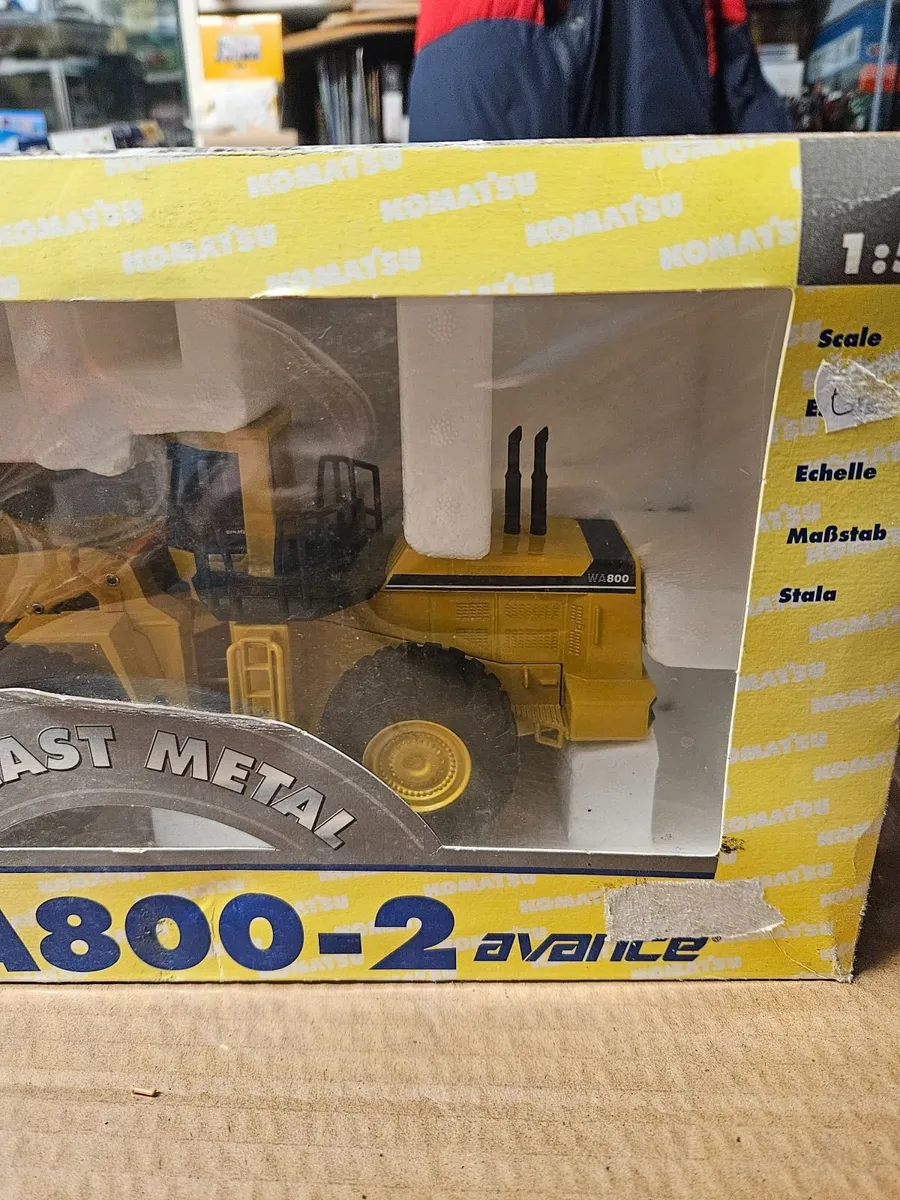 KOMATSU
KOMATSU
KOMATSU
KOMATSU
KOMATSU
KOMATSU
KOMATSU
KOMATS
1:5
Scale
Echelle
Maßstab
Stala
WA800
AST METAL
A800-2 avance